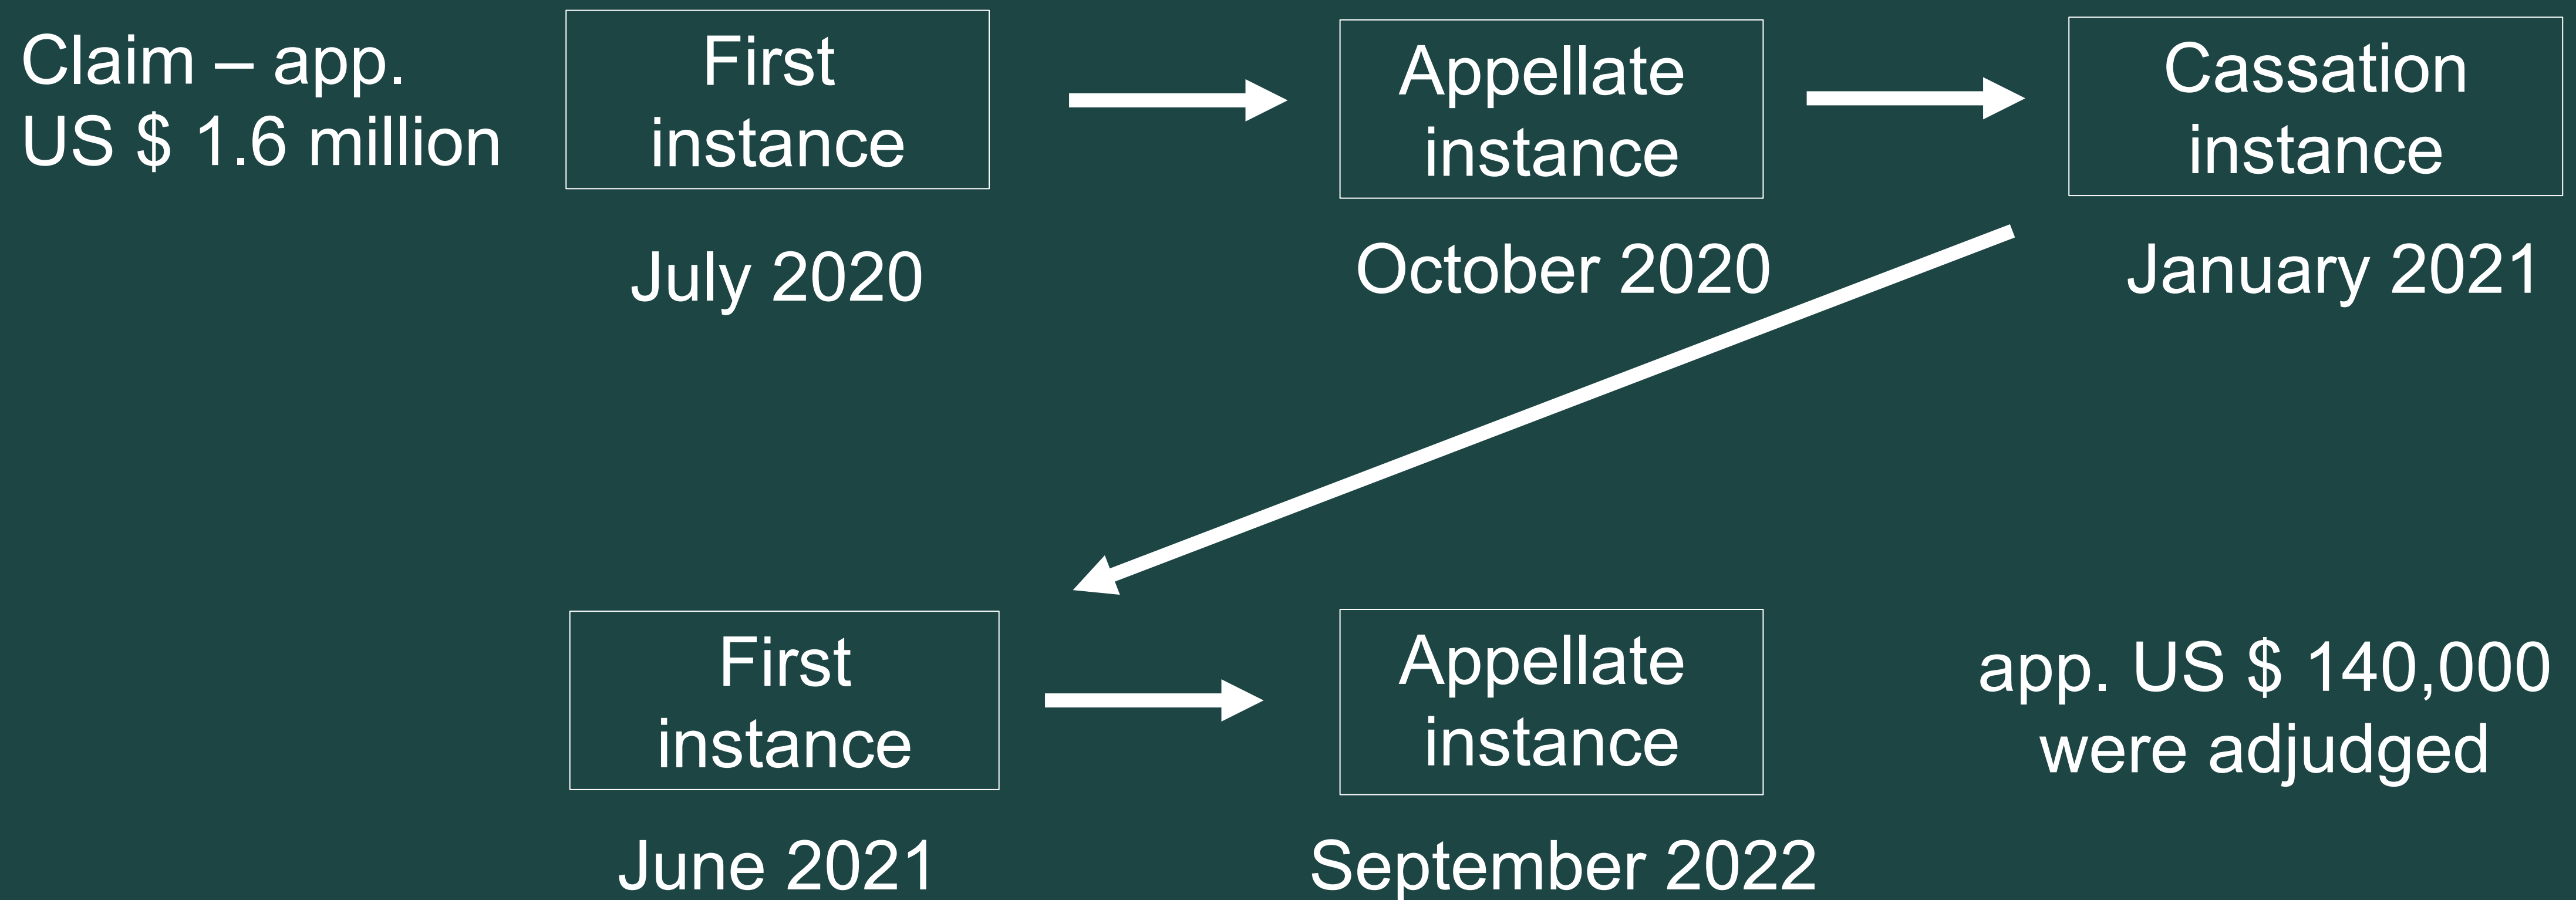 Claim – app.
US $ 1.6 million
First
instance
July 2020
Appellate
instance
October 2020
Cassation
instance
January 2021
First
instance
June 2021
Appellate
instance
September 2022
app. US $ 140,000
were adjudged